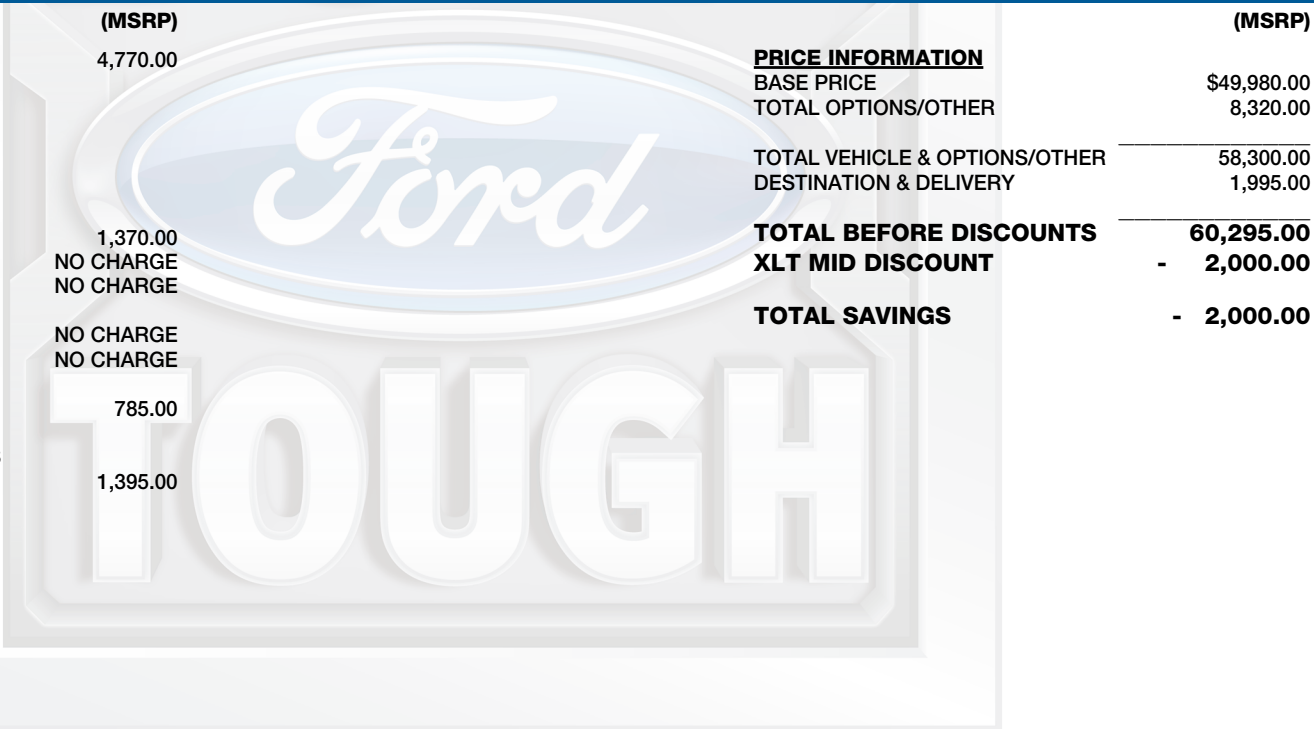 (MSRP)
4,770.00
1,370.00
NO CHARGE
NO CHARGE
NO CHARGE
NO CHARGE
785.00
1,395.00
Ford
TOUGH
(MSRP)
PRICE INFORMATION
BASE PRICE $49,980.00
TOTAL OPTIONS/OTHER 8,320.00
TOTAL VEHICLE & OPTIONS/OTHER 58,300.00
DESTINATION & DELIVERY 1,995.00
TOTAL BEFORE DISCOUNTS 60,295.00
XLT MID DISCOUNT - 2,000.00
TOTAL SAVINGS - 2,000.00